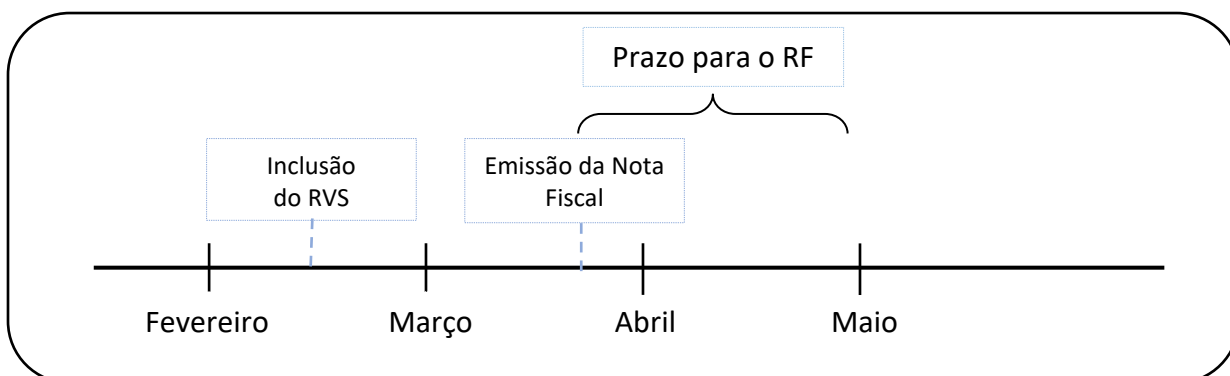 Prazo para o RF
Inclusão
do RVS
Emissão da Nota
Fiscal
Fevereiro
Março
Abril
Maio